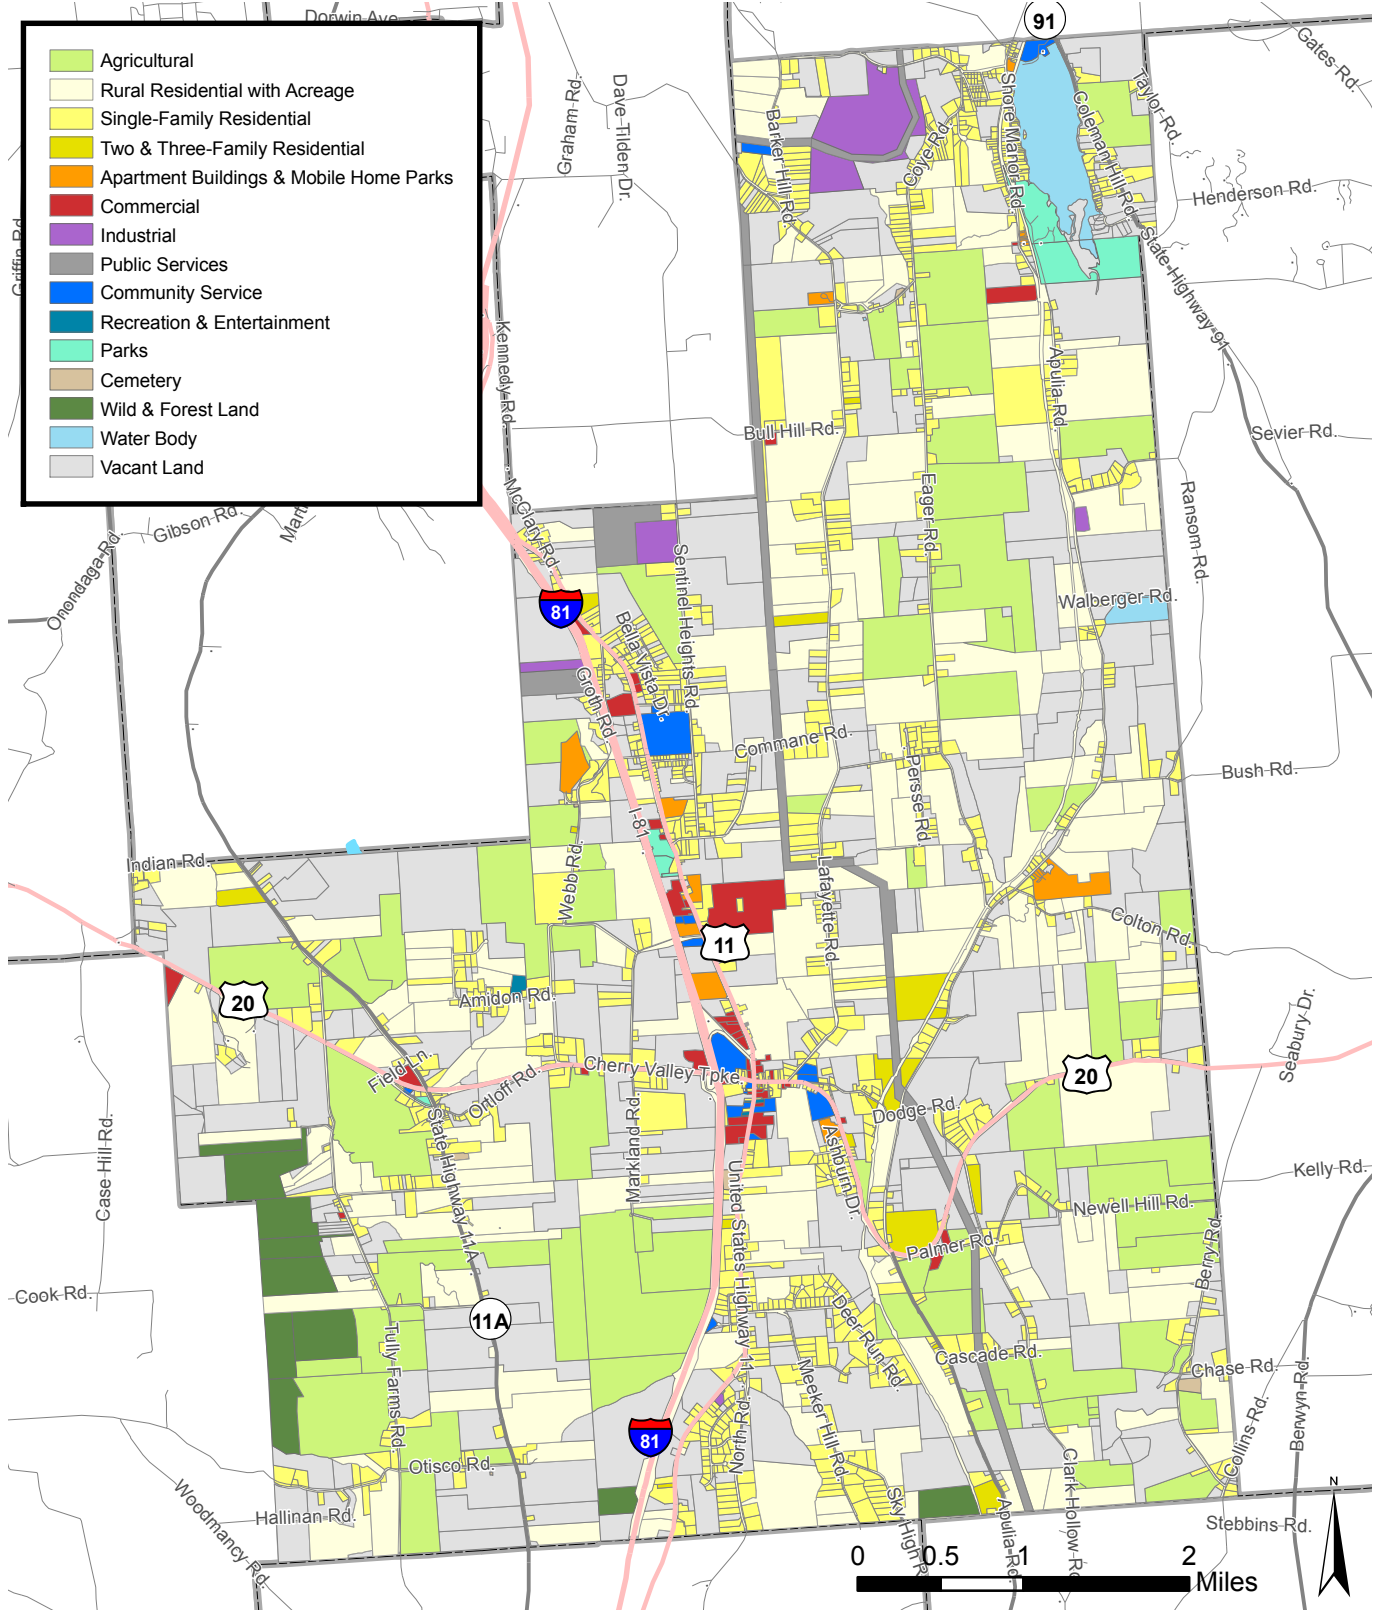 Dorwin Ave.
91
Gates Rd.
Agricultural
Rural Residential with Acreage
Single-Family Residential
Two & Three-Family Residential
Apartment Buildings & Mobile Home Parks
Commercial
Industrial
Public Services
Community Service
Recreation & Entertainment
Parks
Cemetery
Wild & Forest Land
Water Body
Vacant Land
Graham Rd.
Dave Tilden Dr.
Barker Hill Rd.
Coye Rd.
Shore Manor Rd.
Coleman Hill Rd.
Taylor Rd.
Henderson Rd.
State Highway 91
Griffin Rd.
Kennedy Rd.
Apulia Rd.
Bull Hill Rd.
Sevier Rd.
McClary Rd.
Gibson Rd.
Onondaga Rd.
Eager Rd.
Ransom Rd.
Sentinel Heights Rd.
Walberger Rd.
81
Bella Vista Dr.
Groth Rd.
Commane Rd.
Persse Rd.
Bush Rd.
I-81
Indian Rd.
Webb Rd.
Lafayette Rd.
Colton Rd.
11
20
Amidon Rd.
Seabury Dr.
Field Ln.
Ortloff Rd.
Cherry Valley Tpke.
20
Dodge Rd.
Case Hill Rd.
State Highway 11A
Markland Rd.
United States Highway 11
Ashburn Dr.
Kelly Rd.
Newell Hill Rd.
Palmer Rd.
Berry Rd.
Cook Rd.
11A
Tully Farms Rd.
Deer Run Rd.
Cascade Rd.
Chase Rd.
Meeker Hill Rd.
North Rd.
81
Otisco Rd.
Clark Hollow Rd.
Collins Rd.
Berwyn Rd.
Woodmancy Rd.
Hallinan Rd.
Sky High R
Apulia Rd.
Stebbins Rd.
N
0 0.5 1 2
Miles